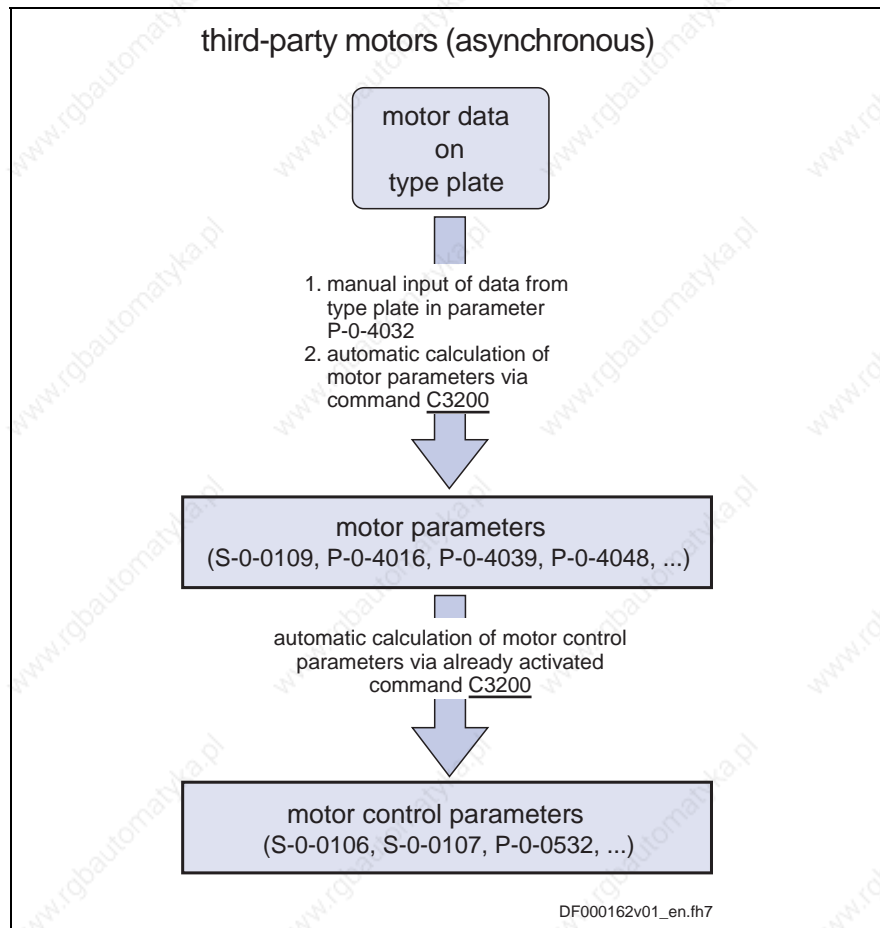 third-party motors (asynchronous)
motor data
on
type plate
1. manual input of data from
type plate in parameter
P-0-4032
2. automatic calculation of
motor parameters via
command C3200
motor parameters
(S-0-0109, P-0-4016, P-0-4039, P-0-4048, ...)
automatic calculation of motor control
parameters via already activated
command C3200
motor control parameters
(S-0-0106, S-0-0107, P-0-0532, ...)
DF000162v01_en.fh7
www.rgbautomatyka.pl